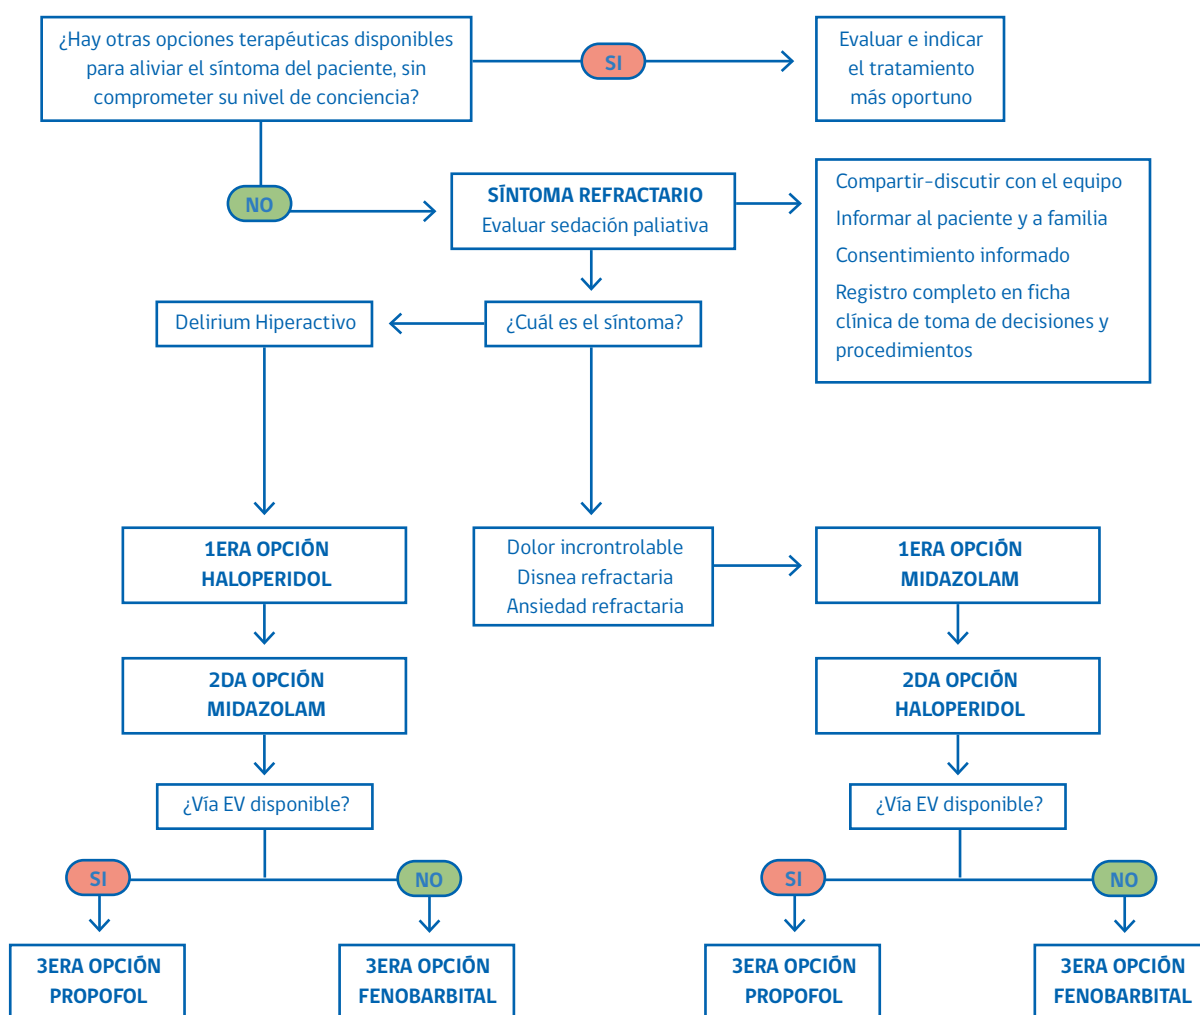 ¿Hay otras opciones terapéuticas disponibles
para aliviar el síntoma del paciente, sin
comprometer su nivel de conciencia?
SI
Evaluar e indicar
el tratamiento
más oportuno
NO
SÍNTOMA REFRACTARIO
Evaluar sedación paliativa
Compartir-discutir con el equipo
Informar al paciente y a familia
Consentimiento informado
Registro completo en ficha
clínica de toma de decisiones y
procedimientos
Delirium Hiperactivo
¿Cuál es el síntoma?
1ERA OPCIÓN
HALOPERIDOL
Dolor incrontrolable
Disnea refractaria
Ansiedad refractaria
1ERA OPCIÓN
MIDAZOLAM
2DA OPCIÓN
MIDAZOLAM
2DA OPCIÓN
HALOPERIDOL
¿Vía EV disponible?
¿Vía EV disponible?
SI
NO
SI
NO
3ERA OPCIÓN
PROPOFOL
3ERA OPCIÓN
FENOBARBITAL
3ERA OPCIÓN
PROPOFOL
3ERA OPCIÓN
FENOBARBITAL